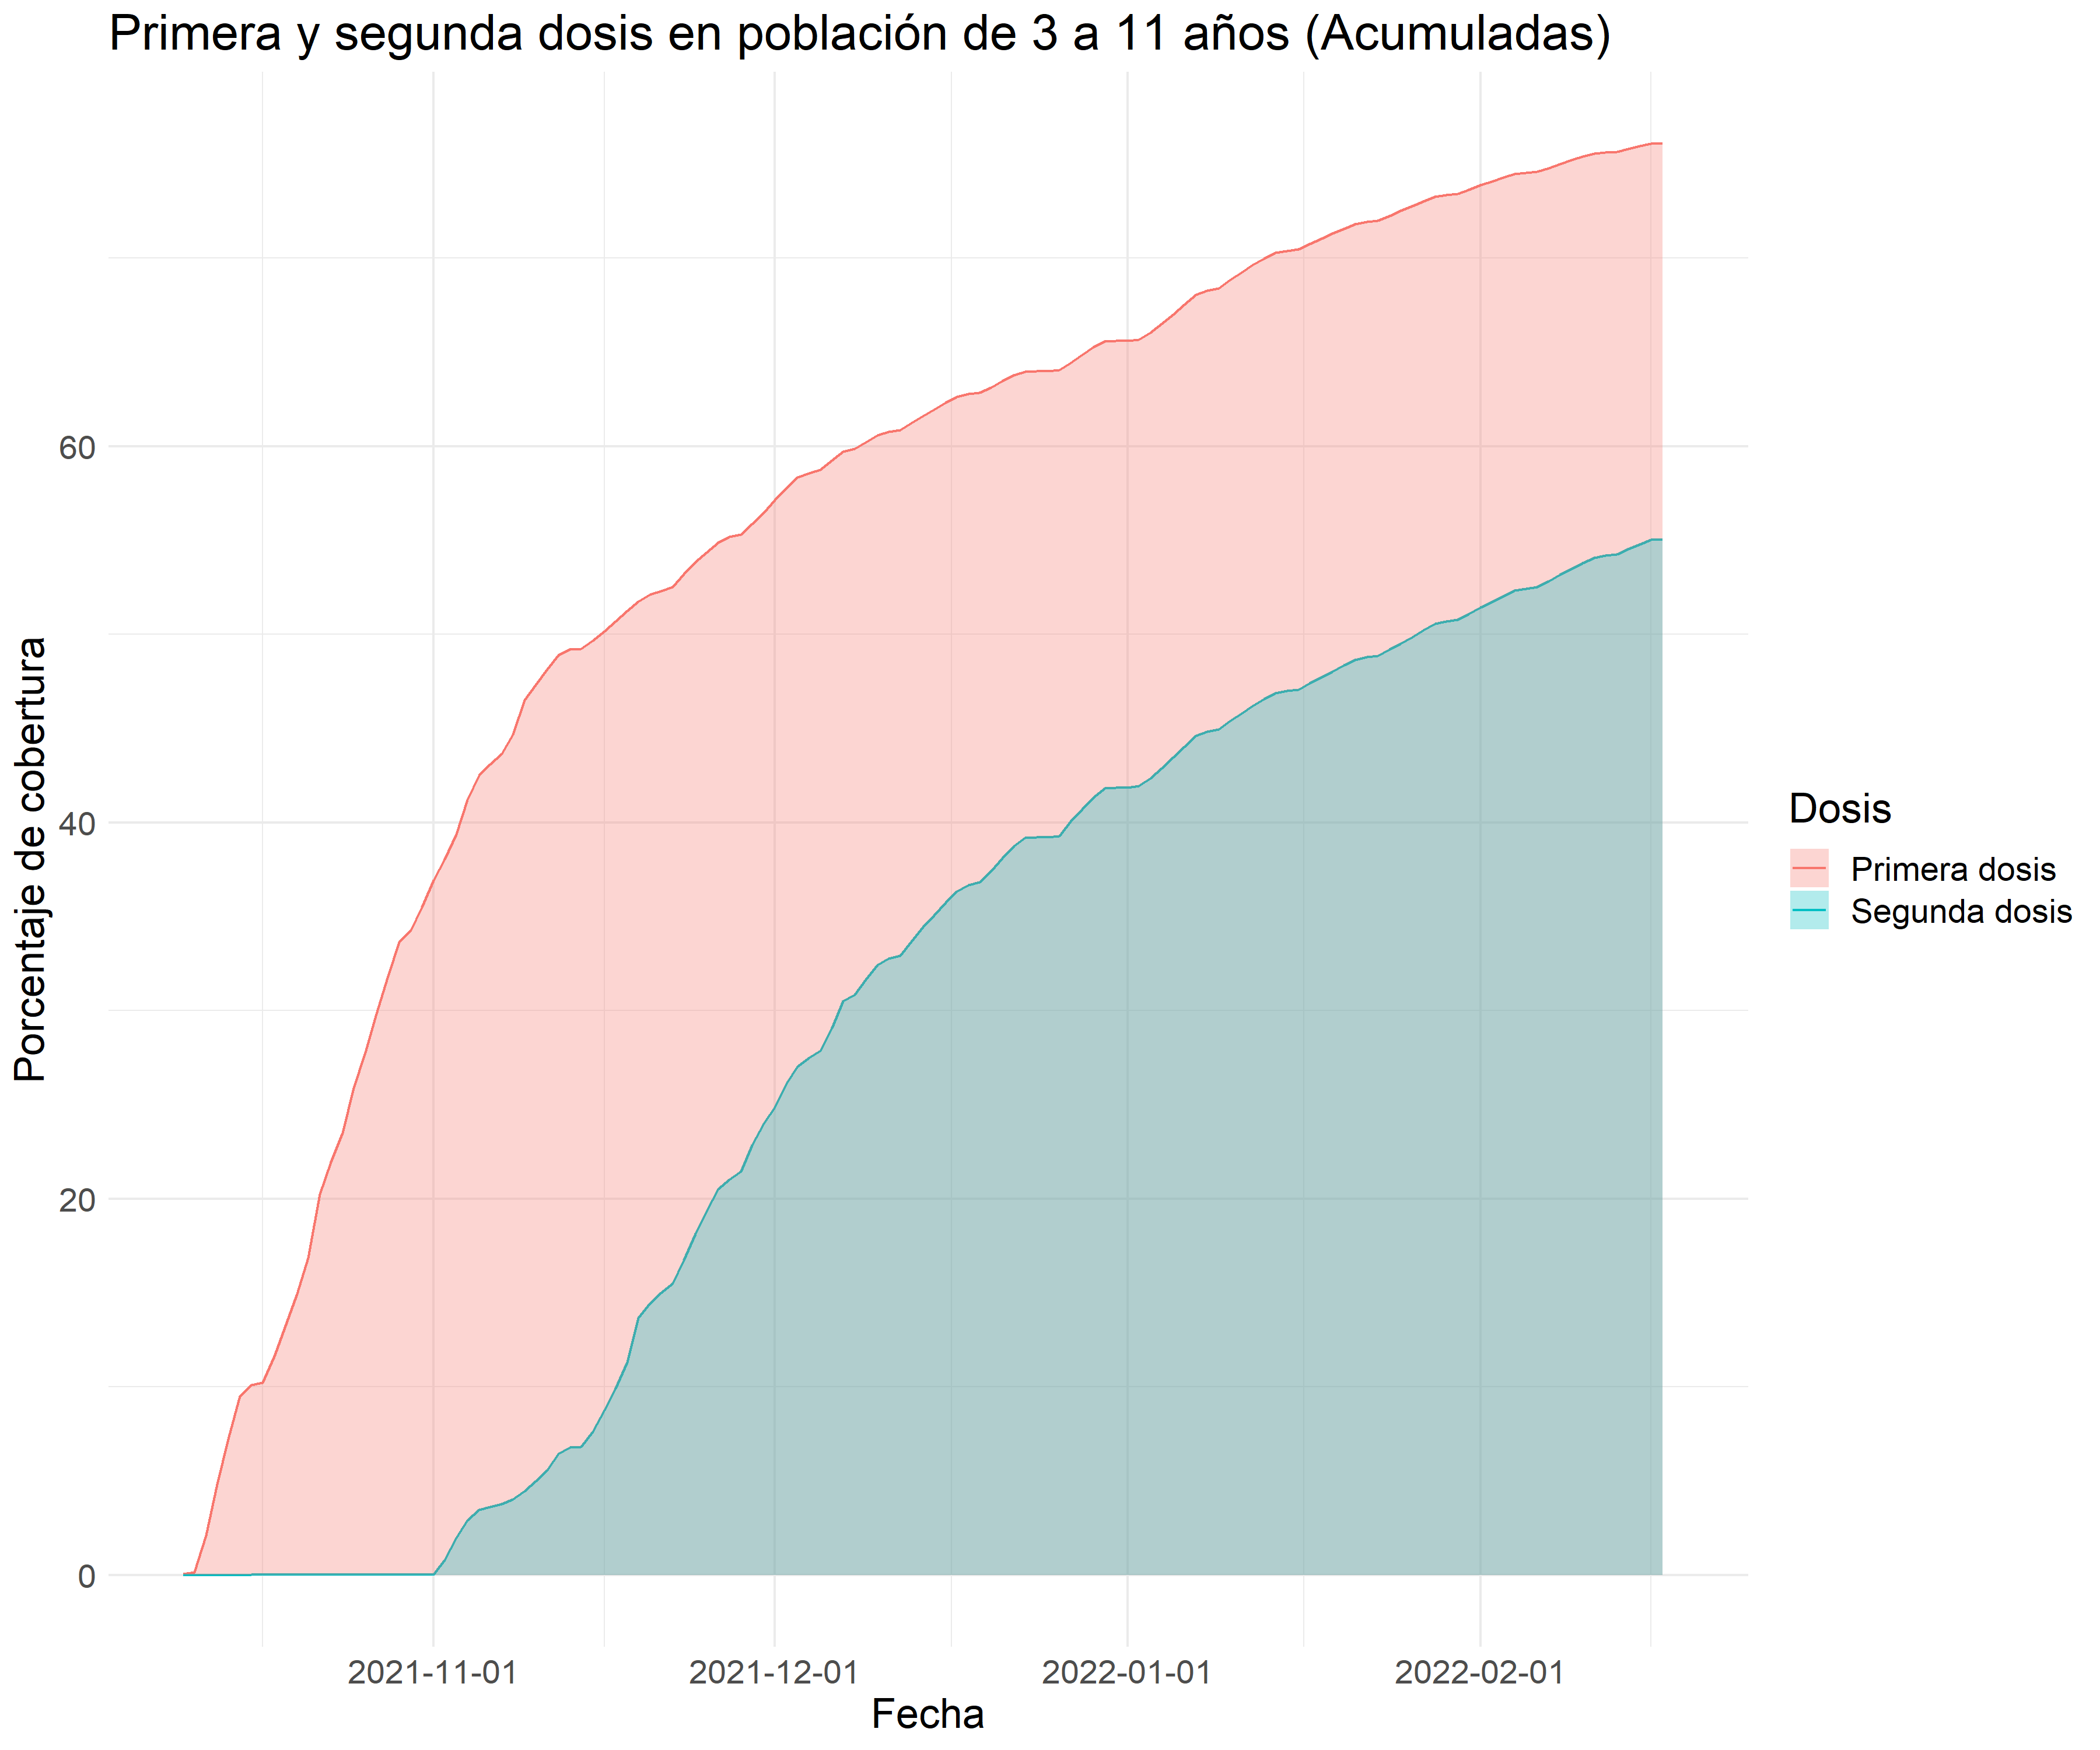 Primera y segunda dosis en población de 3 a 11 años (Acumuladas)
Porcentaje de cobertura
60
40
20
0
2021-11-01
2021-12-01
2022-01-01
2022-02-01
Fecha
Dosis
Primera dosis
Segunda dosis